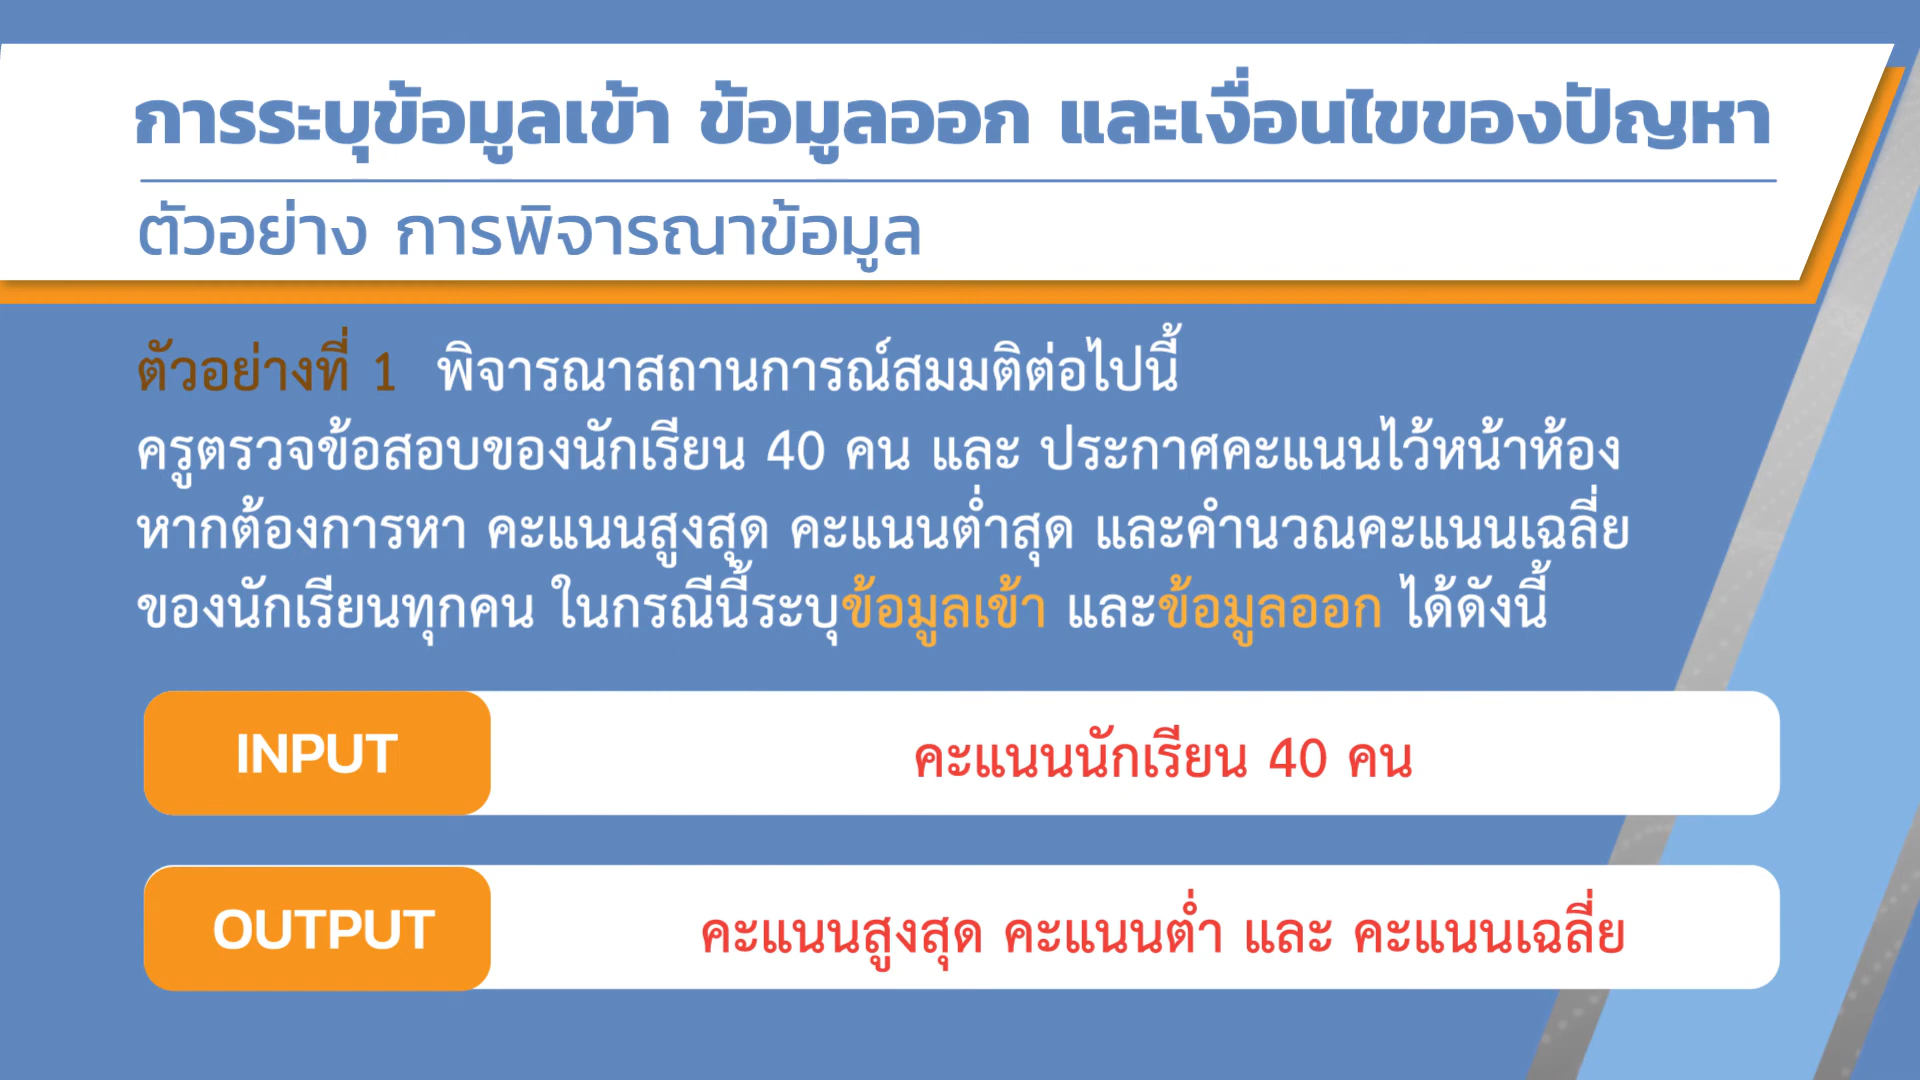 การระบุข้อมูลเข้า ข้อมูลออก และเงื่อนไขของปัญหา
ตัวอย่าง การพิจารณาข้อมูล
ตัวอย่างที่ 1 พิจารณาสถานการณ์สมมติต่อไปนี้
ครูตรวจข้อสอบของนักเรียน 40 คน และ ประกาศคะแนนไว้หน้าห้อง
หากต้องการหา คะแนนสูงสุด คะแนนต่ำสุด และคำนวณคะแนนเฉลี่ย
ของนักเรียนทุกคน ในกรณีนี้ระบุข้อมูลเข้า และข้อมูลออก ได้ดังนี้
INPUT คะแนนนักเรียน 40 คน
OUTPUT คะแนนสูงสุด คะแนนต่ำ และ คะแนนเฉลี่ย